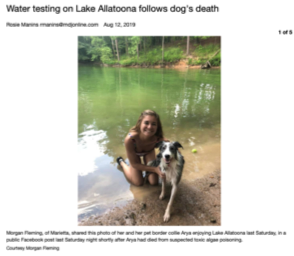 Water testing on Lake Allatoona follows dog's death
Rosie Manins rmanins@mdjonline.com Aug 12, 2019
1 of 5
Morgan Fleming, of Marietta, shared this photo of her and her pet border collie Arya enjoying Lake Allatoona last Saturday, in a
public Facebook post last Saturday night shortly after Arya had died from suspected toxic algae poisoning.
Courtesy Morgan Fleming